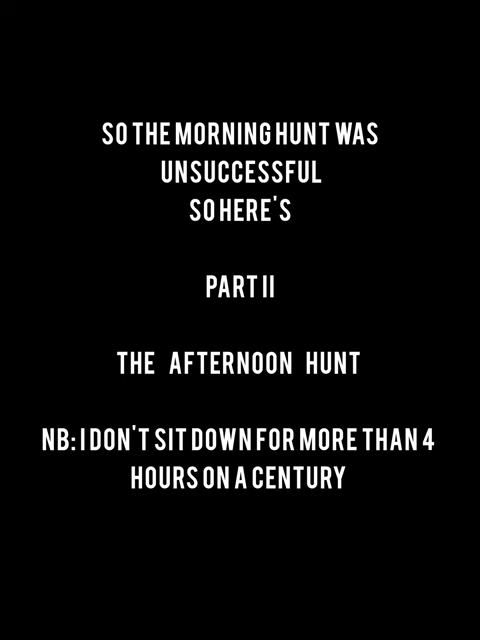 SO THE MORNING HUNT WAS
UNSUCCESSFUL
SO HERE'S
PART II
THE AFTERNOON HUNT
NB: I DON'T SIT DOWN FOR MORE THAN 4
HOURS ON A CENTURY